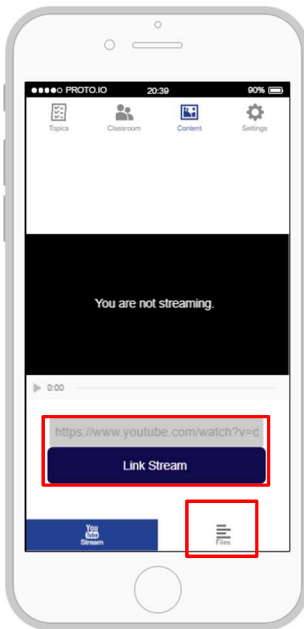 PROTO.IO 20:39 90%
Topics Classroom Content Settings
You are not streaming.
0:00
https://www.youtube.com/watch?v=d
Link Stream
You
Tube
Stream Files